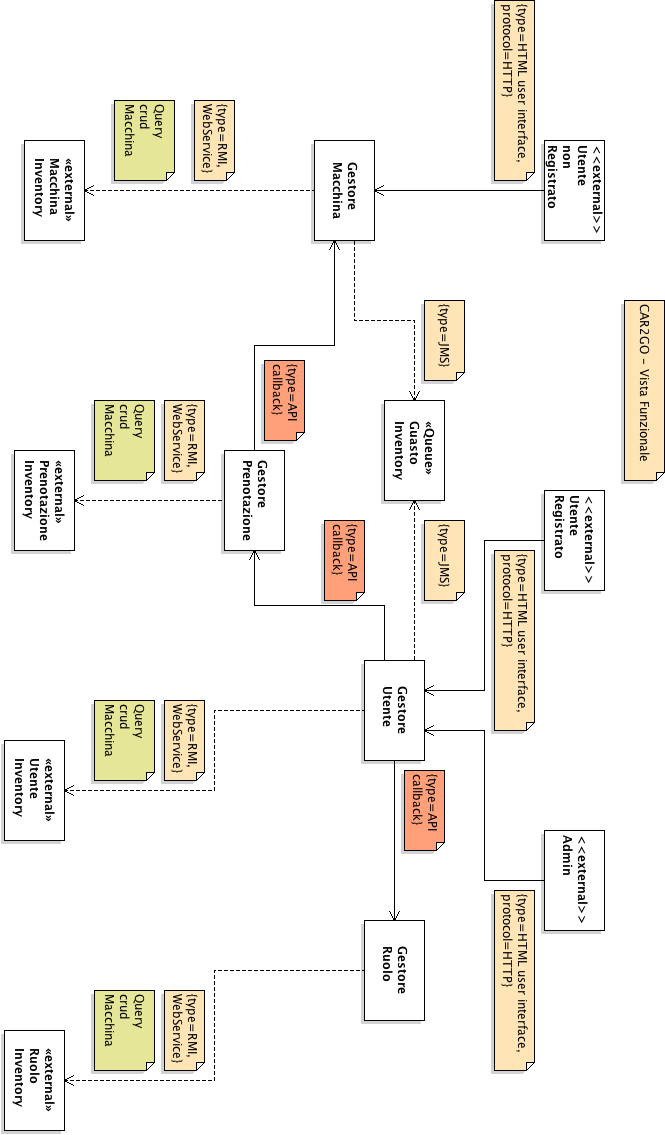 CAR2GO – Vista Funzionale
<<external>>
Utente
non
Registrato
<<external>>
Utente
Registrato
<<external>>
Admin
{type=HTML user interface,
protocol=HTTP}
{type=HTML user interface,
protocol=HTTP}
{type=HTML user interface,
protocol=HTTP}
{type=JMS}
{type=JMS}
«Queue»
Guasto
Inventory
{type=API
callback}
Gestore
Utente
Gestore
Ruolo
Gestore
Macchina
{type=API
callback}
{type=API
callback}
Gestore
Prenotazione
{type=RMI,
WebService}
{type=RMI,
WebService}
{type=RMI,
WebService}
{type=RMI,
WebService}
Query
crud
Macchina
Query
crud
Macchina
Query
crud
Macchina
Query
crud
Macchina
«external»
Macchina
Inventory
«external»
Prenotazione
Inventory
«external»
Utente
Inventory
«external»
Ruolo
Inventory